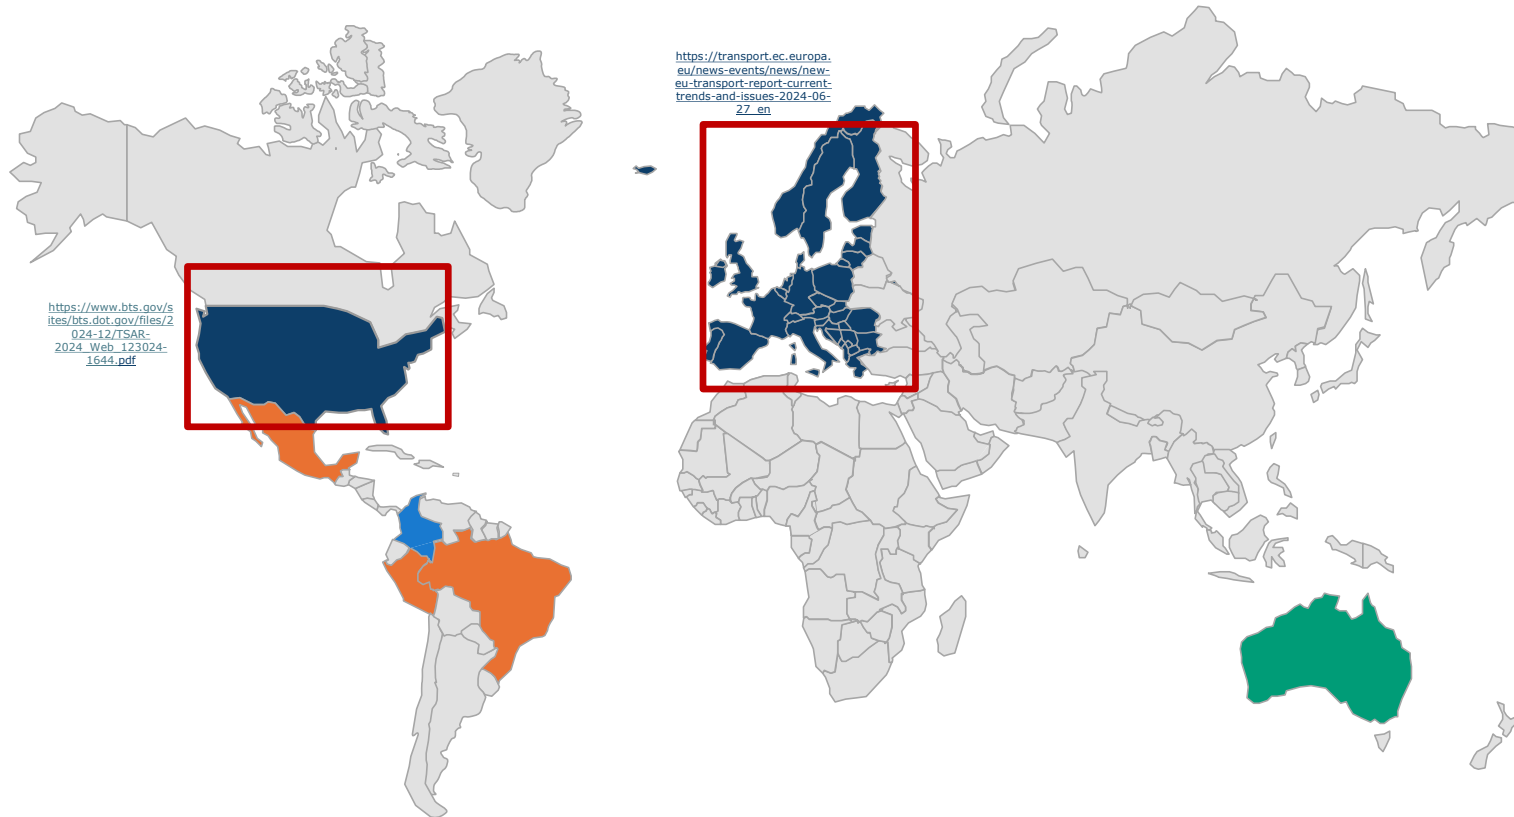 https://transport.ec.europa.
eu/news-events/news/new-
eu-transport-report-current-
trends-and-issues-2024-06-
27_en
https://www.bts.gov/s
ites/bts.dot.gov/files/2
024-12/TSAR-
2024_Web_123024-
1644.pdf